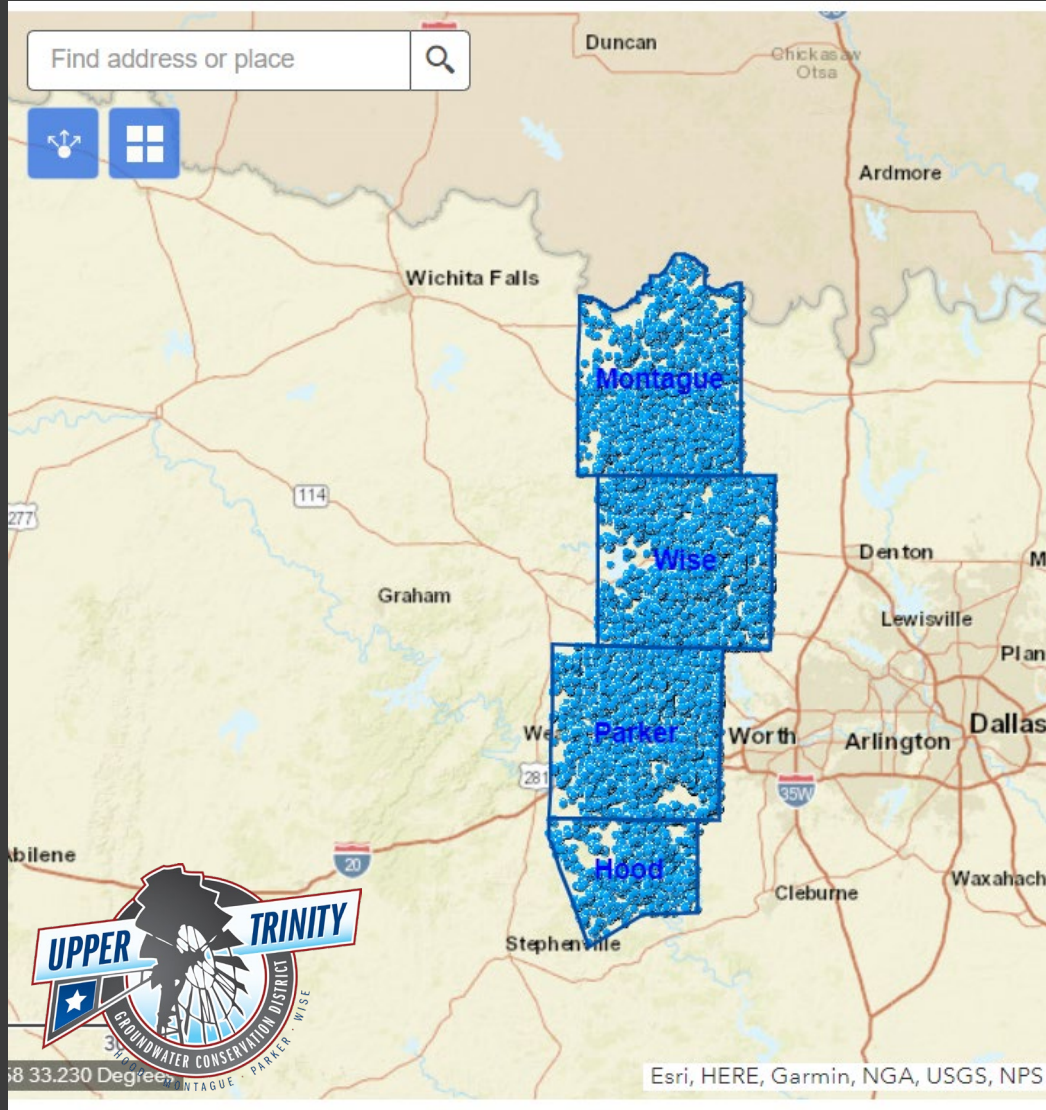 Find address or place
Duncan
Chickasaw
Otsa
Ardmore
Wichita Falls
Montague
114
277
Wise
Denton
Graham
Lewisville
Plan
We
Parker
Worth
Dallas
Arlington
281
35W
Hood
Abilene
20
Cleburne
Waxahach
Stephenville
UPPER TRINITY
GROUNDWATER CONSERVATION DISTRICT
HOOD · MONTAGUE · PARKER · WISE
58 33.230 Degrees
Esri, HERE, Garmin, NGA, USGS, NPS